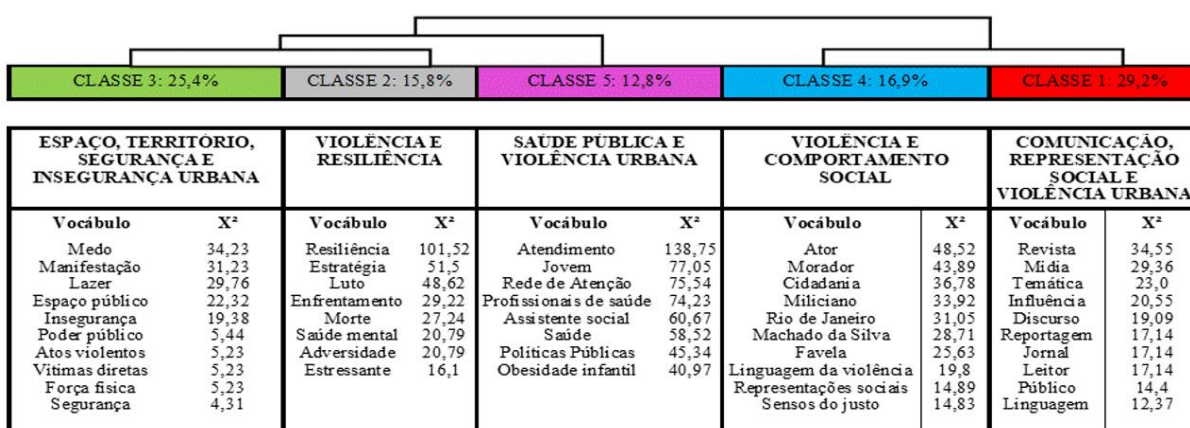 CLASSE 3: 25,4% CLASSE 2: 15,8% CLASSE 5: 12,8% CLASSE 4: 16,9% CLASSE 1: 29,2%
ESPAÇO, TERRITÓRIO,
SEGURANÇA E
INSEGURANÇA URBANA
Vocábulo X²
Medo 34,23
Manifestação 31,23
Lazer 29,76
Espaço público 22,32
Insegurança 19,38
Poder público 5,44
Atos violentos 5,23
Vítimas diretas 5,23
Força física 5,23
Segurança 4,31
VIOLÊNCIA E
RESILIÊNCIA
Vocábulo X²
Resiliência 101,52
Estratégia 51,5
Luto 48,62
Enfrentamento 29,22
Morte 27,24
Saúde mental 20,79
Adversidade 20,79
Estressante 16,1
SAÚDE PÚBLICA E
VIOLÊNCIA URBANA
Vocábulo X²
Atendimento 138,75
Jovem 77,05
Rede de Atenção 75,54
Profissionais de saúde 74,23
Assistente social 60,67
Saúde 58,52
Políticas Públicas 45,34
Obesidade infantil 40,97
VIOLÊNCIA E
COMPORTAMENTO
SOCIAL
Vocábulo X²
Ator 48,52
Morador 43,89
Cidadania 36,78
Miliciano 33,92
Rio de Janeiro 31,05
Machado da Silva 28,71
Favela 25,63
Linguagem da violência 19,8
Representações sociais 14,89
Sensos do justo 14,83
COMUNICAÇÃO,
REPRESENTAÇÃO
SOCIAL E
VIOLÊNCIA URBANA
Vocábulo X²
Revista 34,55
Mídia 29,36
Temática 23,0
Influência 20,55
Discurso 19,09
Reportagem 17,14
Jornal 17,14
Leitor 17,14
Público 14,4
Linguagem 12,37